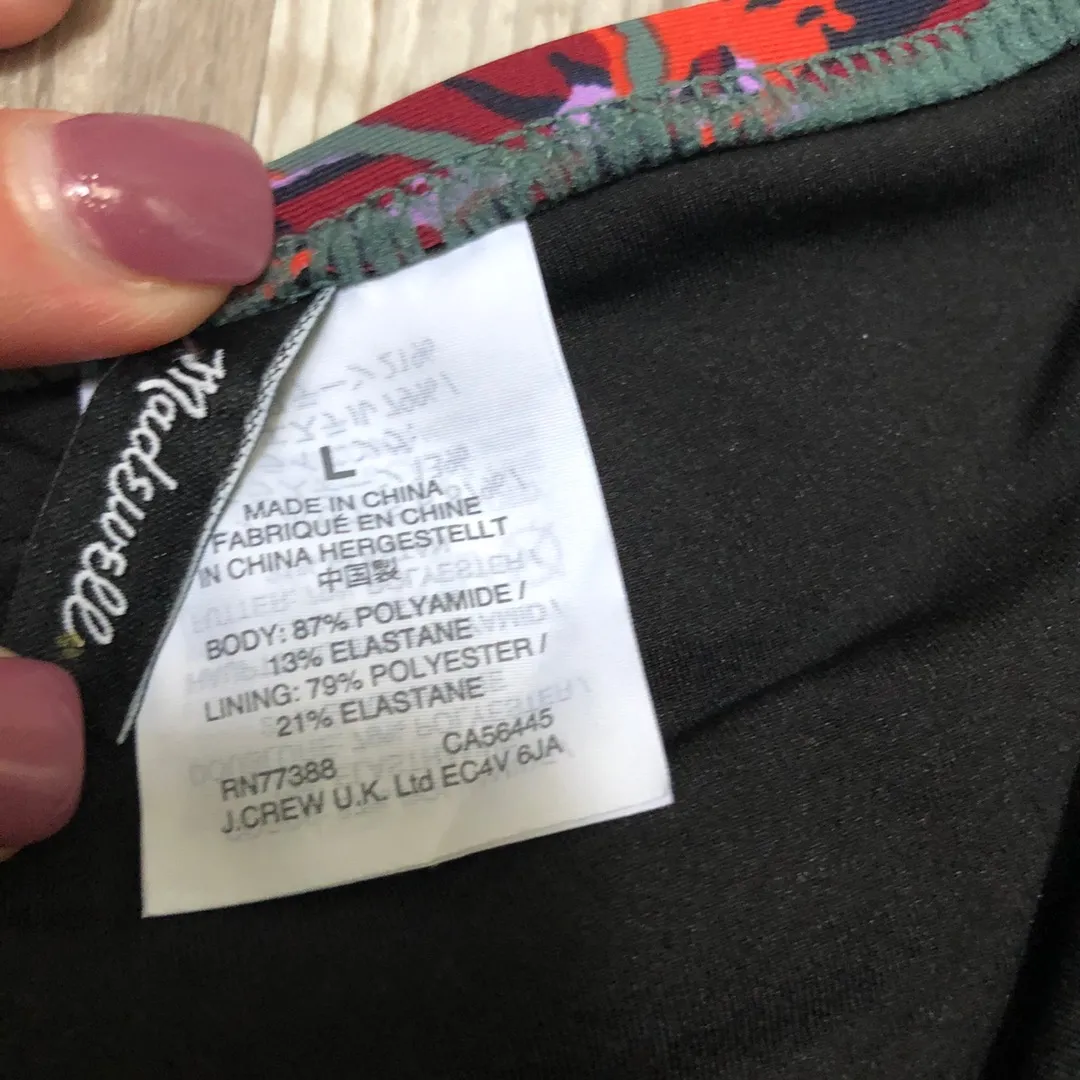 Madewell
L
MADE IN CHINA
FABRIQUÉ EN CHINE
IN CHINA HERGESTELLT
中国製
BODY: 87% POLYAMIDE /
13% ELASTANE
LINING: 79% POLYESTER /
21% ELASTANE
RN77388 CA56445
J.CREW U.K. Ltd EC4V 6JA